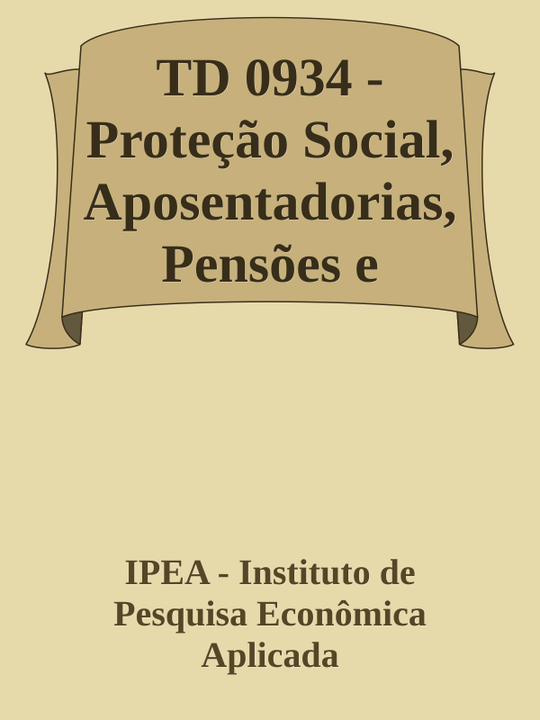 TD 0934 -
Proteção Social,
Aposentadorias,
Pensões e
IPEA - Instituto de
Pesquisa Econômica
Aplicada